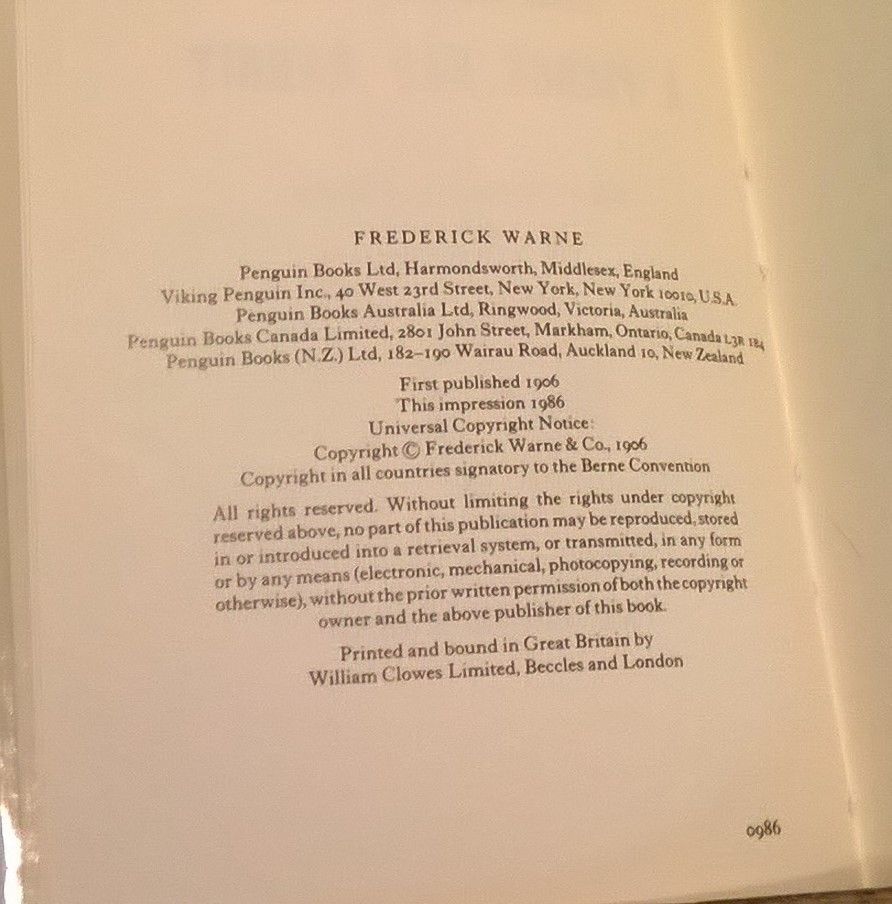 FREDERICK WARNE
Penguin Books Ltd, Harmondsworth, Middlesex, England
Viking Penguin Inc., 40 West 23rd Street, New York, New York 10010, U.S.A.
Penguin Books Australia Ltd, Ringwood, Victoria, Australia
Penguin Books Canada Limited, 2801 John Street, Markham, Ontario, Canada L3R 1B4
Penguin Books (N.Z.) Ltd, 182–190 Wairau Road, Auckland 10, New Zealand
First published 1906
This impression 1986
Universal Copyright Notice:
Copyright © Frederick Warne & Co., 1906
Copyright in all countries signatory to the Berne Convention
All rights reserved. Without limiting the rights under copyright
reserved above, no part of this publication may be reproduced, stored
in or introduced into a retrieval system, or transmitted, in any form
or by any means (electronic, mechanical, photocopying, recording or
otherwise), without the prior written permission of both the copyright
owner and the above publisher of this book.
Printed and bound in Great Britain by
William Clowes Limited, Beccles and London
0986